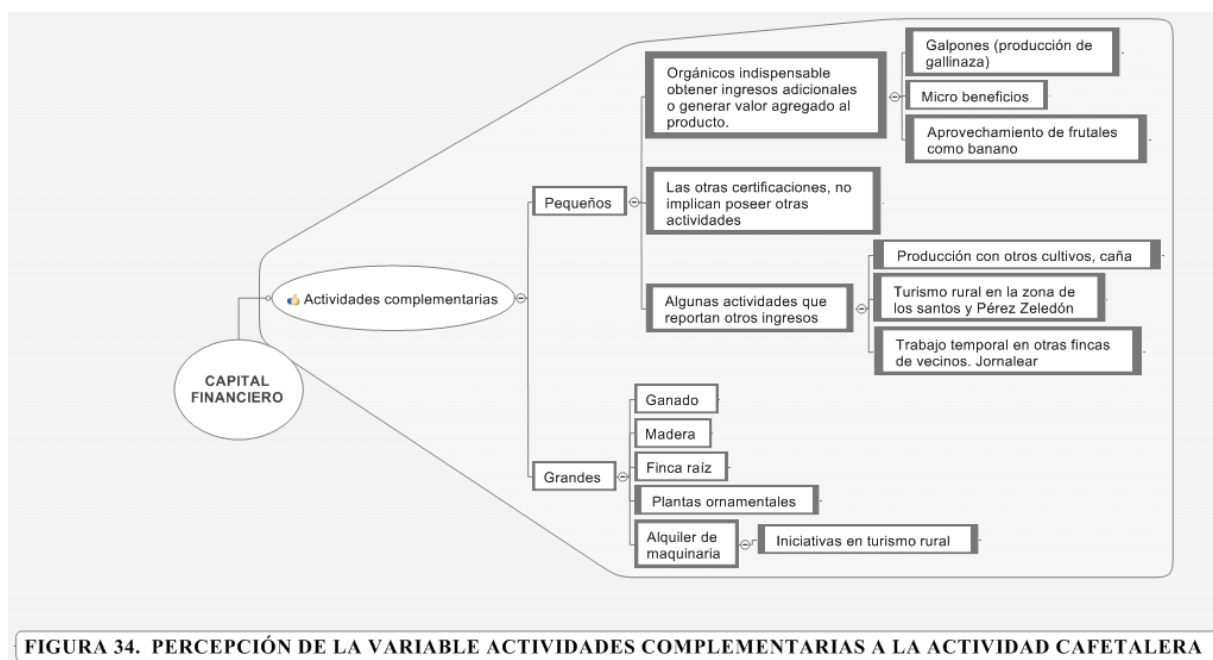 CAPITAL
FINANCIERO
Actividades complementarias
Pequeños
Orgánicos indispensable
obtener ingresos adicionales
o generar valor agregado al
producto.
Galpones (producción de
gallinaza)
Micro beneficios
Aprovechamiento de frutales
como banano
Las otras certificaciones, no
implican poseer otras
actividades
Algunas actividades que
reportan otros ingresos
Producción con otros cultivos, caña
Turismo rural en la zona de
los santos y Pérez Zeledón
Trabajo temporal en otras fincas
de vecinos. Jornalear
Grandes
Ganado
Madera
Finca raíz
Plantas ornamentales
Alquiler de
maquinaria
Iniciativas en turismo rural
FIGURA 34. PERCEPCIÓN DE LA VARIABLE ACTIVIDADES COMPLEMENTARIAS A LA ACTIVIDAD CAFETALERA